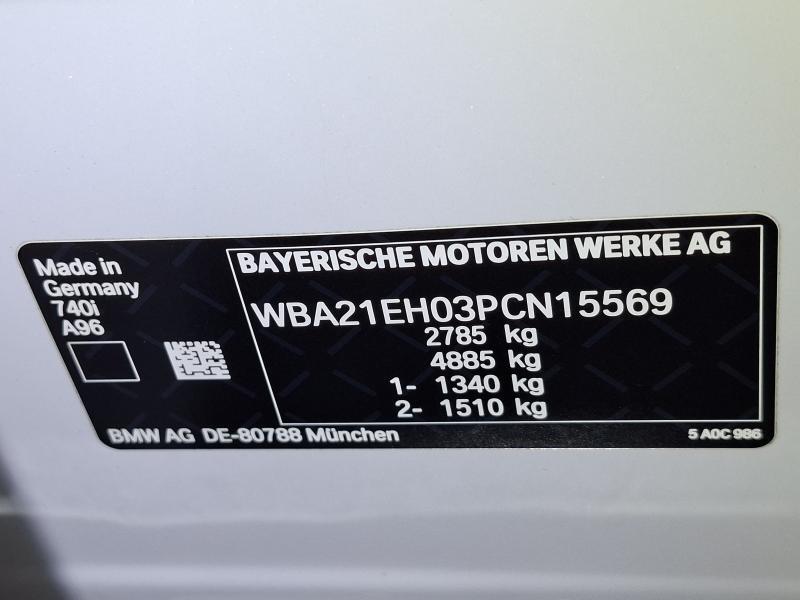 Made in
Germany
740i
A96
BAYERISCHE MOTOREN WERKE AG
WBA21EH03PCN15569
2785 kg
4885 kg
1- 1340 kg
2- 1510 kg
BMW AG DE-80788 München
5 A0C 986